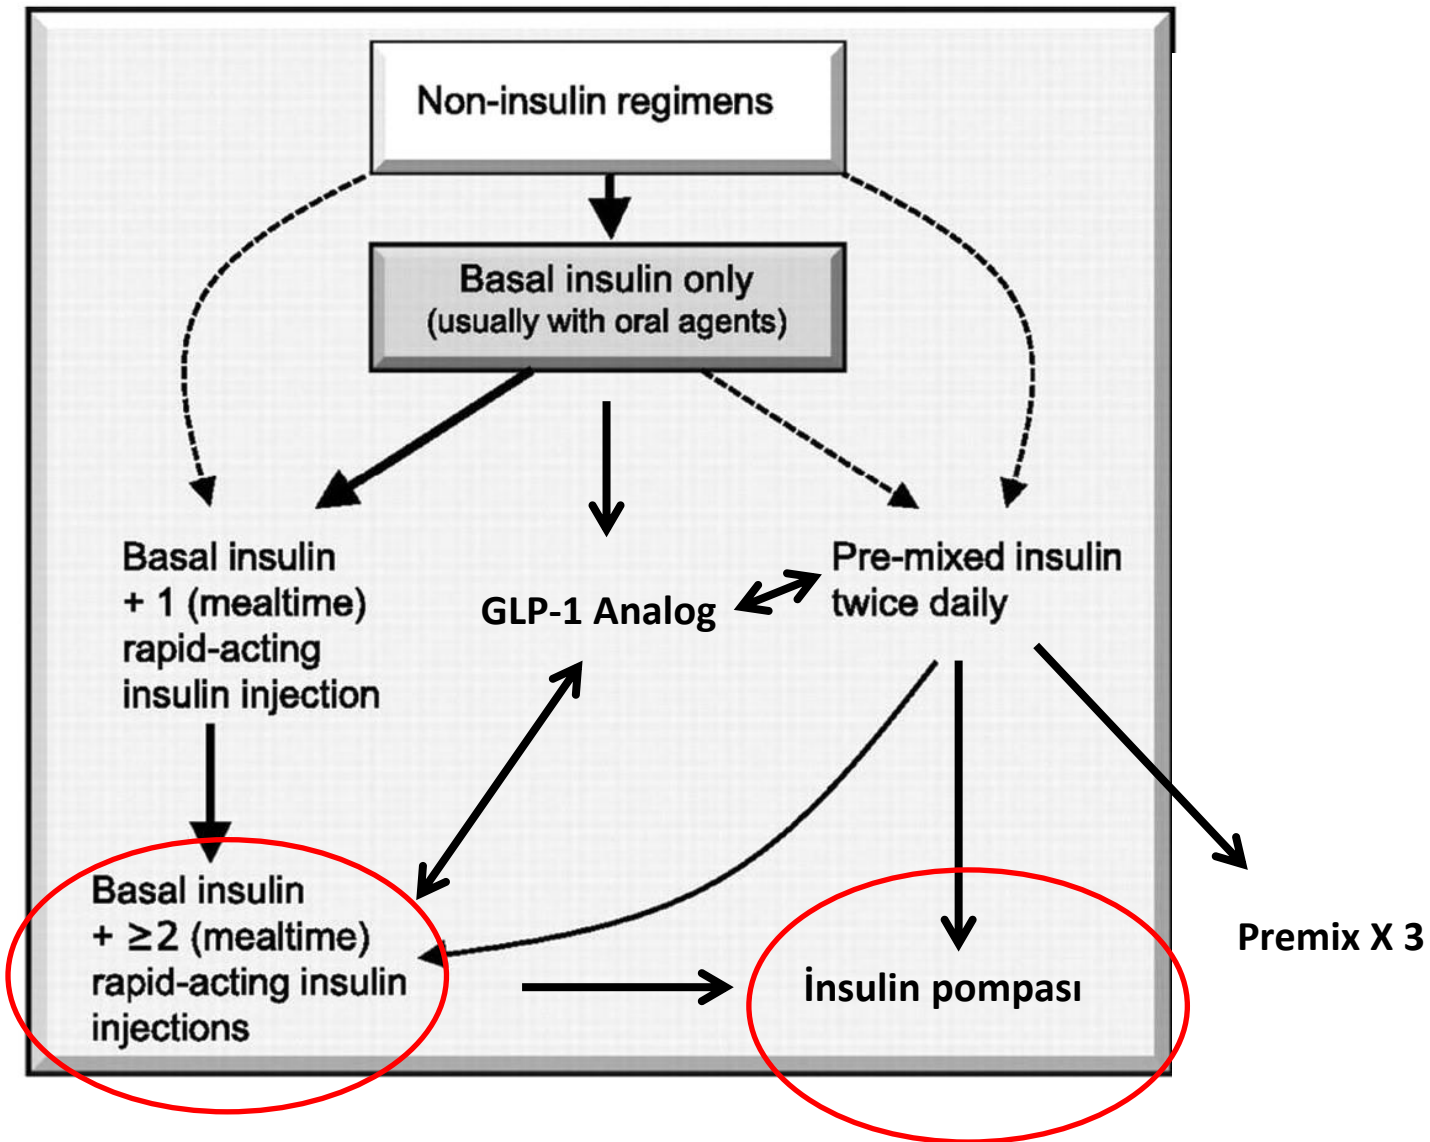 Non-insulin regimens
Basal insulin only
(usually with oral agents)
Basal insulin
+ 1 (mealtime)
rapid-acting
insulin injection
GLP-1 Analog
Pre-mixed insulin
twice daily
Basal insulin
+ ≥2 (mealtime)
rapid-acting insulin
injections
İnsulin pompası
Premix X 3